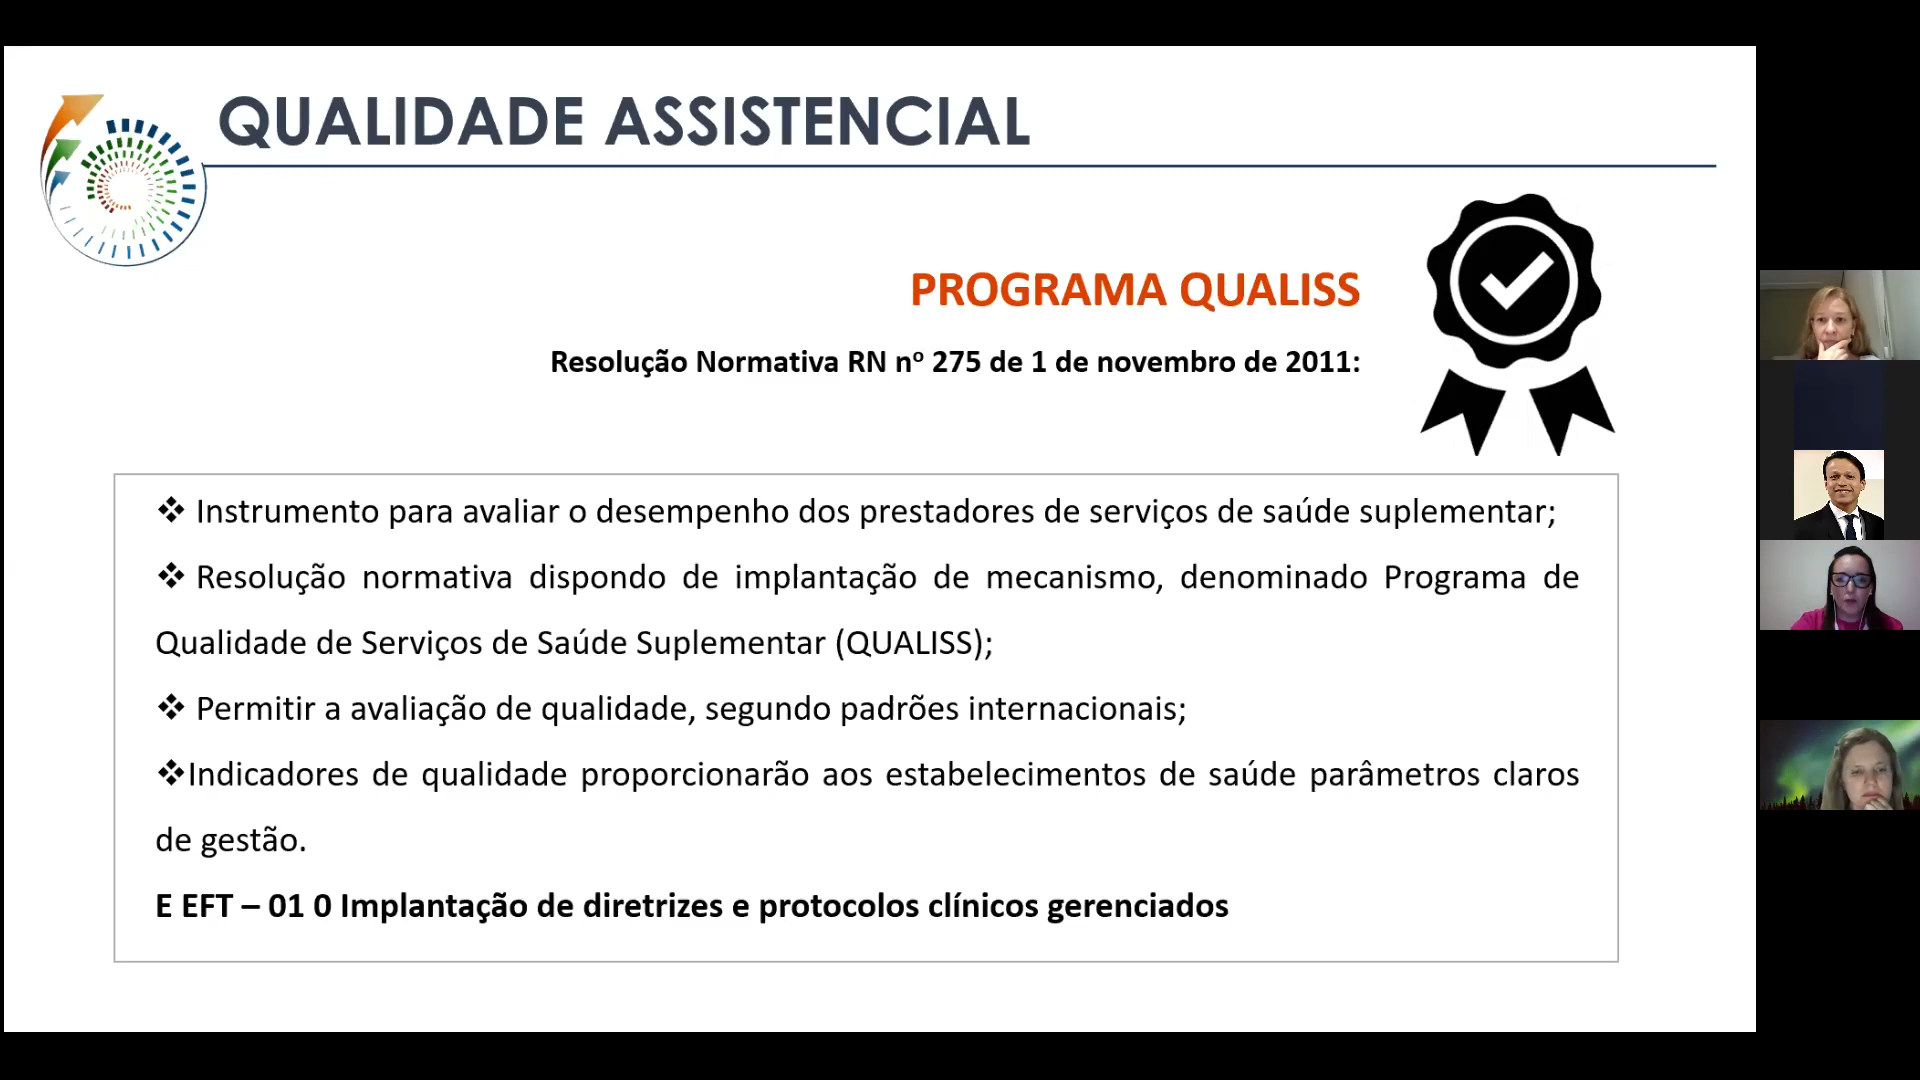 QUALIDADE ASSISTENCIAL
PROGRAMA QUALISS
Resolução Normativa RN nº 275 de 1 de novembro de 2011:
❖ Instrumento para avaliar o desempenho dos prestadores de serviços de saúde suplementar;
❖ Resolução normativa dispondo de implantação de mecanismo, denominado Programa de
Qualidade de Serviços de Saúde Suplementar (QUALISS);
❖ Permitir a avaliação de qualidade, segundo padrões internacionais;
❖Indicadores de qualidade proporcionarão aos estabelecimentos de saúde parâmetros claros
de gestão.
E EFT – 01 0 Implantação de diretrizes e protocolos clínicos gerenciados